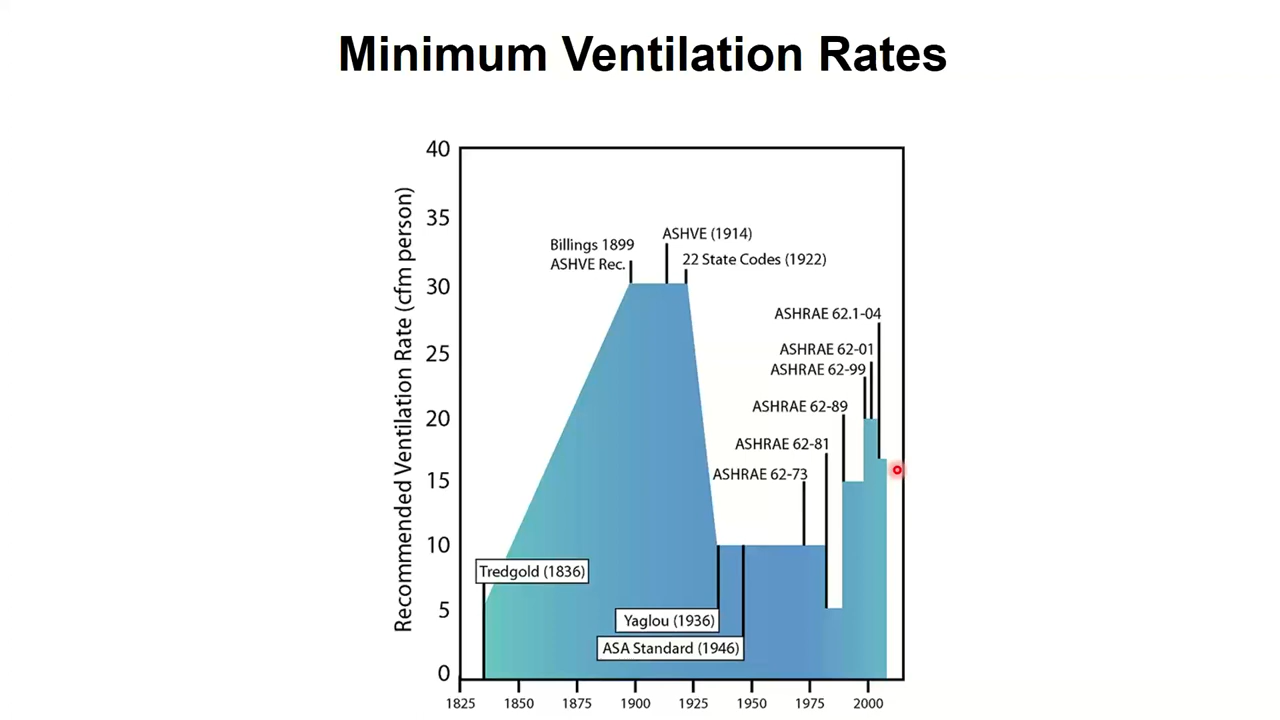 Minimum Ventilation Rates
Recommended Ventilation Rate (cfm person)
40
35
30
25
20
15
10
5
0
Billings 1899
ASHVE Rec.
ASHVE (1914)
22 State Codes (1922)
ASHRAE 62.1-04
ASHRAE 62-01
ASHRAE 62-99
ASHRAE 62-89
ASHRAE 62-81
ASHRAE 62-73
Tredgold (1836)
Yaglou (1936)
ASA Standard (1946)
1825 1850 1875 1900 1925 1950 1975 2000